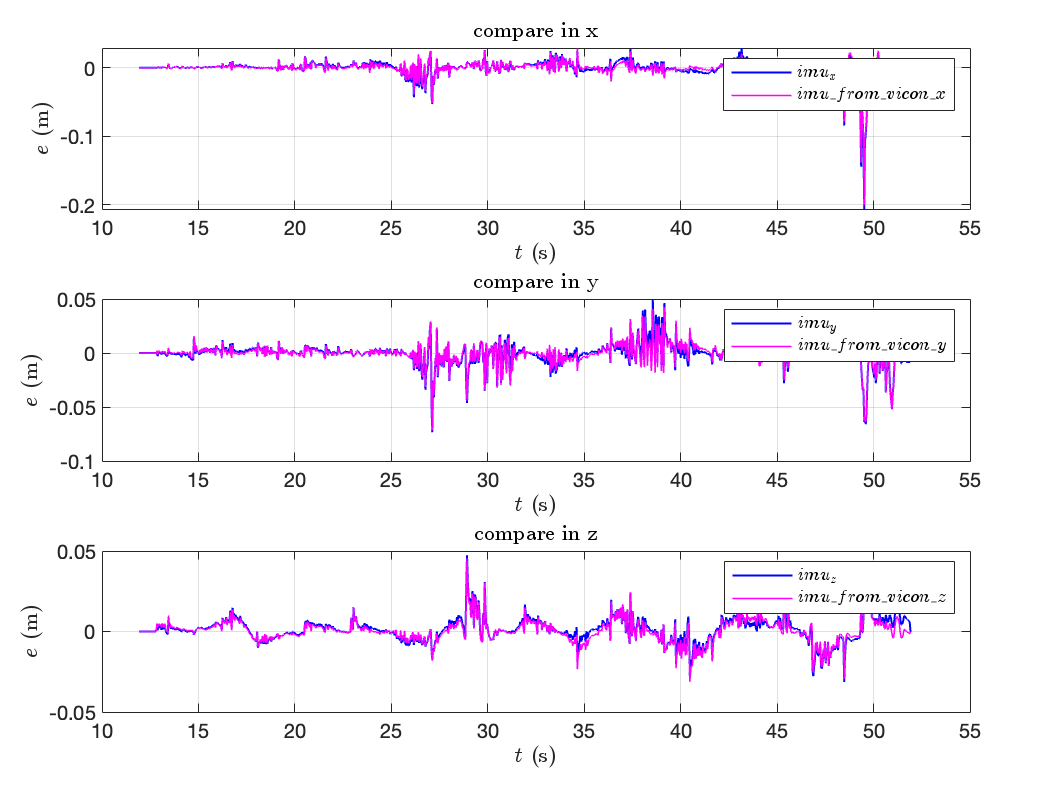 compare in x
0
-0.1
-0.2
e (m)
imu_x
imu_from_vicon_x
10 15 20 25 30 35 40 45 50 55
t (s)
compare in y
0.05
0
-0.05
-0.1
e (m)
imu_y
imu_from_vicon_y
10 15 20 25 30 35 40 45 50 55
t (s)
compare in z
0.05
0
-0.05
e (m)
imu_z
imu_from_vicon_z
10 15 20 25 30 35 40 45 50 55
t (s)